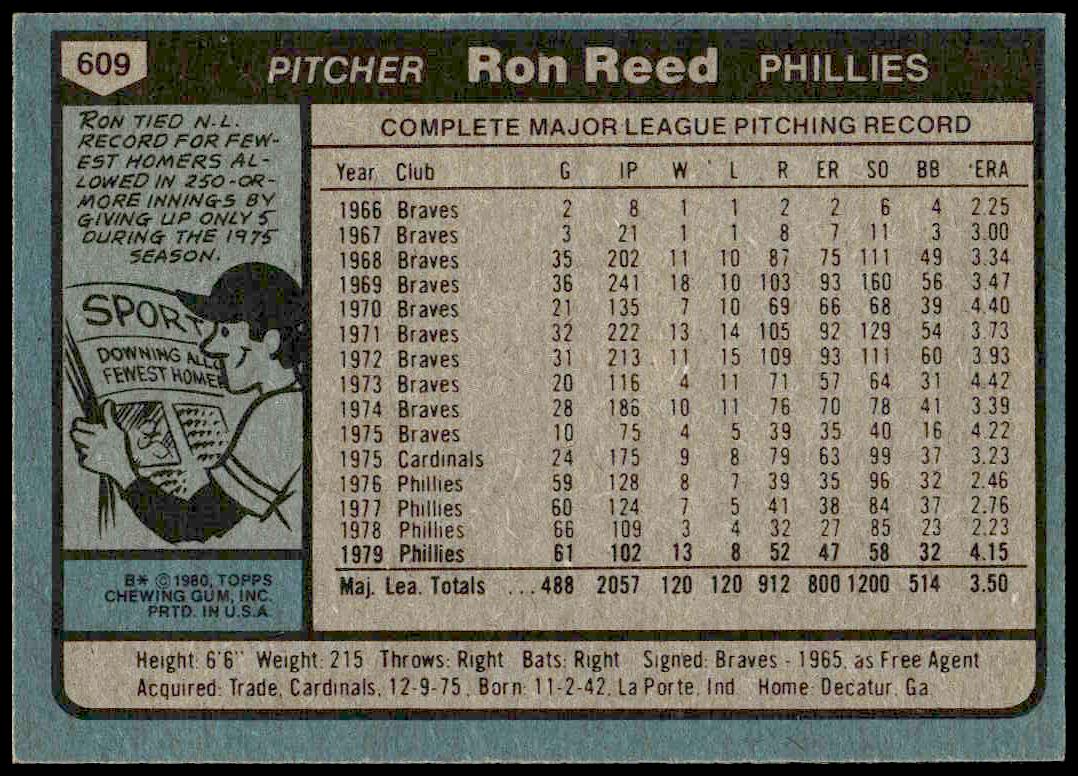 609
PITCHER Ron Reed PHILLIES
RON TIED N.L.
RECORD FOR FEW-
EST HOMERS AL-
LOWED IN 250-OR-
MORE INNINGS BY
GIVING UP ONLY 5
DURING THE 1975
SEASON.
SPORT
DOWNING ALLO
FEWEST HOMER
B* © 1980, TOPPS
CHEWING GUM, INC.
PRTD. IN U.S.A.
COMPLETE MAJOR LEAGUE PITCHING RECORD
Year Club G IP W L R ER SO BB ERA
1966 Braves 2 8 1 1 2 2 6 4 2.25
1967 Braves 3 21 1 1 8 7 11 3 3.00
1968 Braves 35 202 11 10 87 75 111 49 3.34
1969 Braves 36 241 18 10 103 93 160 56 3.47
1970 Braves 21 135 7 10 69 66 68 39 4.40
1971 Braves 32 222 13 14 105 92 129 54 3.73
1972 Braves 31 213 11 15 109 93 111 60 3.93
1973 Braves 20 116 4 11 71 57 64 31 4.42
1974 Braves 28 186 10 11 76 70 78 41 3.39
1975 Braves 10 75 4 5 39 35 40 16 4.22
1975 Cardinals 24 175 9 8 79 63 99 37 3.23
1976 Phillies 59 128 8 7 39 35 96 32 2.46
1977 Phillies 60 124 7 5 41 38 84 37 2.76
1978 Phillies 66 109 3 4 32 27 85 23 2.23
1979 Phillies 61 102 13 8 52 47 58 32 4.15
Maj. Lea. Totals ... 488 2057 120 120 912 800 1200 514 3.50
Height: 6'6" Weight: 215 Throws: Right Bats: Right Signed: Braves - 1965, as Free Agent
Acquired: Trade, Cardinals, 12-9-75. Born: 11-2-42, La Porte, Ind. Home: Decatur, Ga.